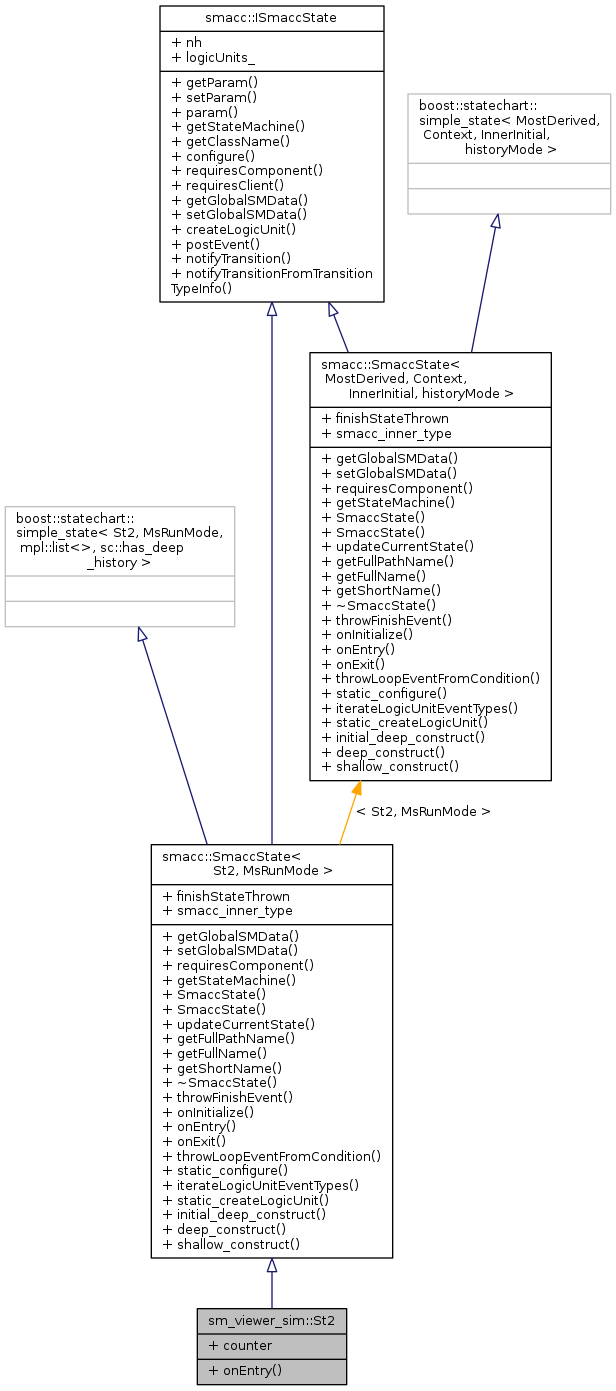 smacc::ISmaccState
+ nh
+ logicUnits_
+ getParam()
+ setParam()
+ param()
+ getStateMachine()
+ getClassName()
+ configure()
+ requiresComponent()
+ requiresClient()
+ getGlobalSMData()
+ setGlobalSMData()
+ createLogicUnit()
+ postEvent()
+ notifyTransition()
+ notifyTransitionFromTransition
TypeInfo()
boost::statechart::
simple_state< MostDerived,
Context, InnerInitial,
historyMode >
smacc::SmaccState<
MostDerived, Context,
InnerInitial, historyMode >
+ finishStateThrown
+ smacc_inner_type
+ getGlobalSMData()
+ setGlobalSMData()
+ requiresComponent()
+ getStateMachine()
+ SmaccState()
+ SmaccState()
+ updateCurrentState()
+ getFullPathName()
+ getFullName()
+ getShortName()
+ ~SmaccState()
+ throwFinishEvent()
+ onInitialize()
+ onEntry()
+ onExit()
+ throwLoopEventFromCondition()
+ static_configure()
+ iterateLogicUnitEventTypes()
+ static_createLogicUnit()
+ initial_deep_construct()
+ deep_construct()
+ shallow_construct()
boost::statechart::
simple_state< St2, MsRunMode,
mpl::list<>, sc::has_deep
_history >
< St2, MsRunMode >
smacc::SmaccState<
St2, MsRunMode >
+ finishStateThrown
+ smacc_inner_type
+ getGlobalSMData()
+ setGlobalSMData()
+ requiresComponent()
+ getStateMachine()
+ SmaccState()
+ SmaccState()
+ updateCurrentState()
+ getFullPathName()
+ getFullName()
+ getShortName()
+ ~SmaccState()
+ throwFinishEvent()
+ onInitialize()
+ onEntry()
+ onExit()
+ throwLoopEventFromCondition()
+ static_configure()
+ iterateLogicUnitEventTypes()
+ static_createLogicUnit()
+ initial_deep_construct()
+ deep_construct()
+ shallow_construct()
sm_viewer_sim::St2
+ counter
+ onEntry()